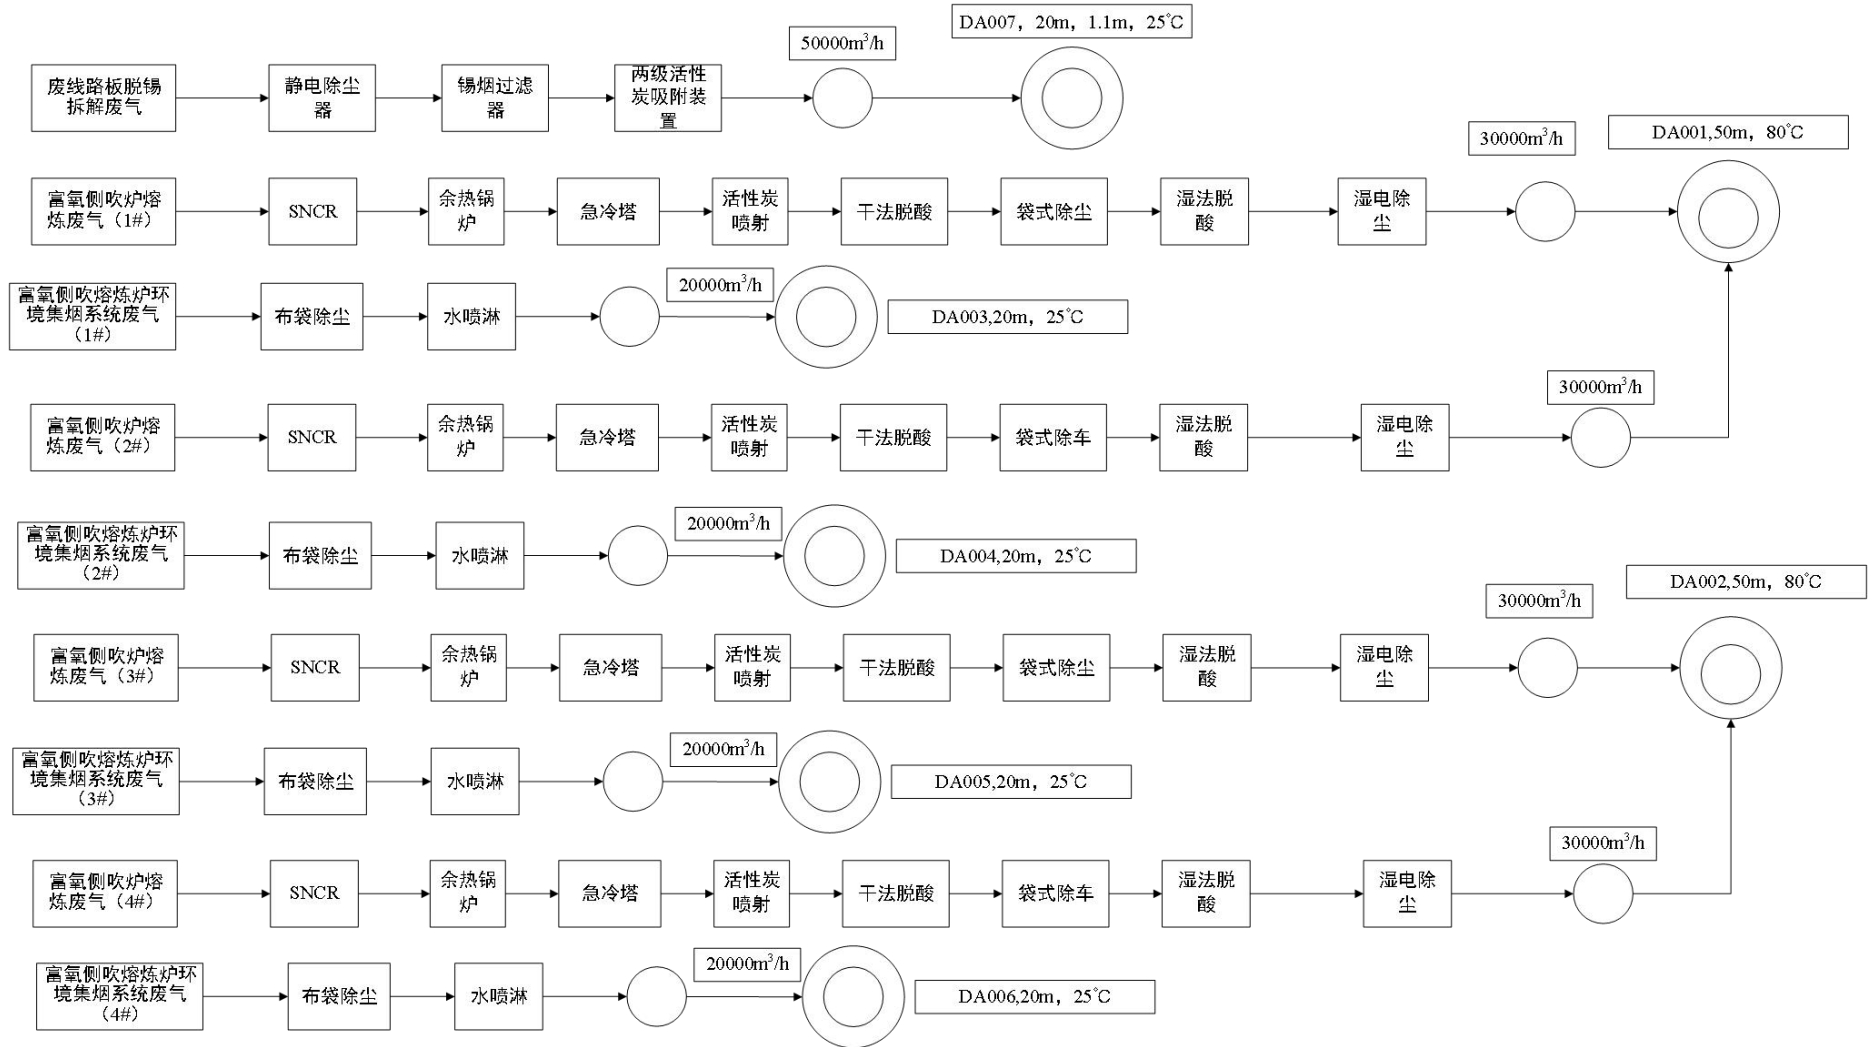 50000m³/h
DA007，20m，1.1m，25℃
废线路板脱锡
拆解废气
静电除尘
器
锡烟过滤
器
两级活性
炭吸附装
置
30000m³/h
DA001,50m，80℃
富氧侧吹炉熔
炼废气（1#）
SNCR
余热锅
炉
急冷塔
活性炭
喷射
干法脱酸
袋式除尘
湿法脱
酸
湿电除
尘
富氧侧吹熔炼炉环
境集烟系统废气
（1#）
布袋除尘
水喷淋
20000m³/h
DA003,20m，25℃
30000m³/h
富氧侧吹炉熔
炼废气（2#）
SNCR
余热锅
炉
急冷塔
活性炭
喷射
干法脱酸
袋式除车
湿法脱
酸
湿电除
尘
富氧侧吹熔炼炉环
境集烟系统废气
（2#）
布袋除尘
水喷淋
20000m³/h
DA004,20m，25℃
30000m³/h
DA002,50m，80℃
富氧侧吹炉熔
炼废气（3#）
SNCR
余热锅
炉
急冷塔
活性炭
喷射
干法脱酸
袋式除尘
湿法脱
酸
湿电除
尘
富氧侧吹熔炼炉环
境集烟系统废气
（3#）
布袋除尘
水喷淋
20000m³/h
DA005,20m，25℃
30000m³/h
富氧侧吹炉熔
炼废气（4#）
SNCR
余热锅
炉
急冷塔
活性炭
喷射
干法脱酸
袋式除车
湿法脱
酸
湿电除
尘
富氧侧吹熔炼炉环
境集烟系统废气
（4#）
布袋除尘
水喷淋
20000m³/h
DA006,20m，25℃